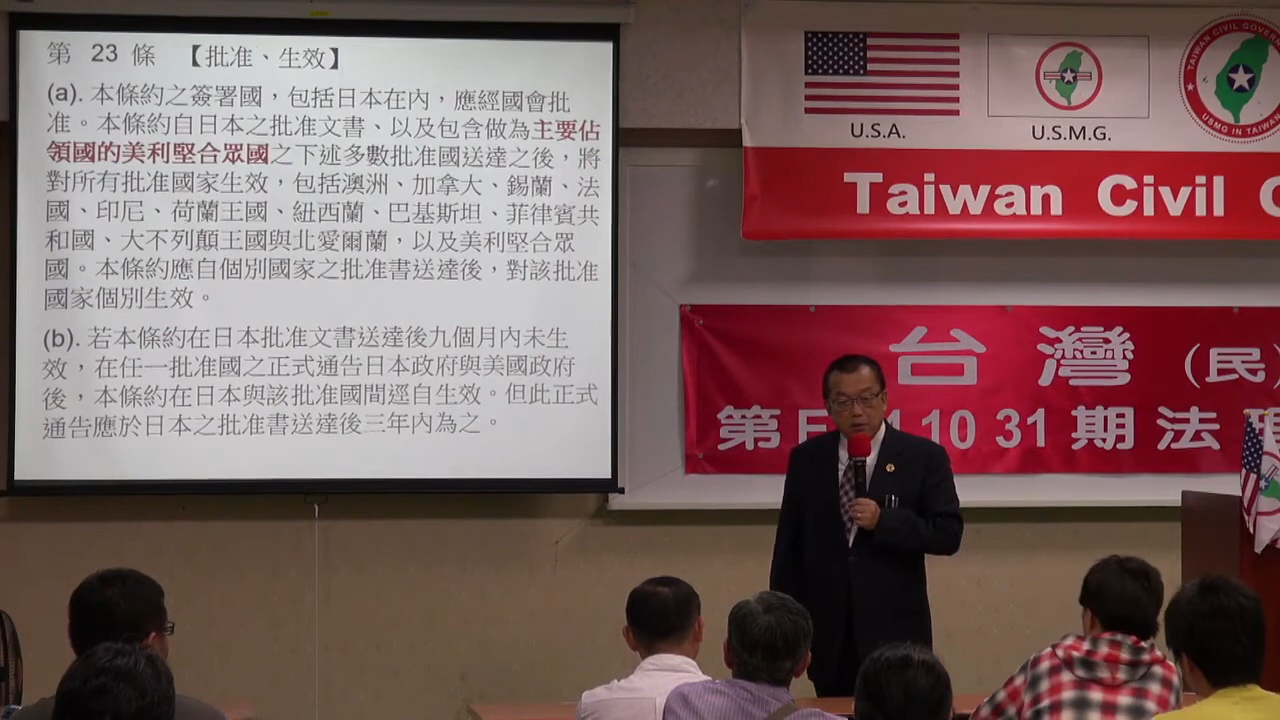 第 23 條 【批准、生效】
(a). 本條約之簽署國，包括日本在內，應經國會批
准。本條約自日本之批准文書、以及包含做為主要佔
領國的美利堅合眾國之下述多數批准國送達之後，將
對所有批准國家生效，包括澳洲、加拿大、錫蘭、法
國、印尼、荷蘭王國、紐西蘭、巴基斯坦、菲律賓共
和國、大不列顛王國與北愛爾蘭，以及美利堅合眾
國。本條約應自個別國家之批准書送達後，對該批准
國家個別生效。
(b). 若本條約在日本批准文書送達後九個月內未生
效，在任一批准國之正式通告日本政府與美國政府
後，本條約在日本與該批准國間逕自生效。但此正式
通告應於日本之批准書送達後三年內為之。
U.S.A.
U.S.M.G.
TAIWAN CIVIL GOVER
USMG IN TAIWAN
Taiwan Civil
台灣（民
第 10 31 期法